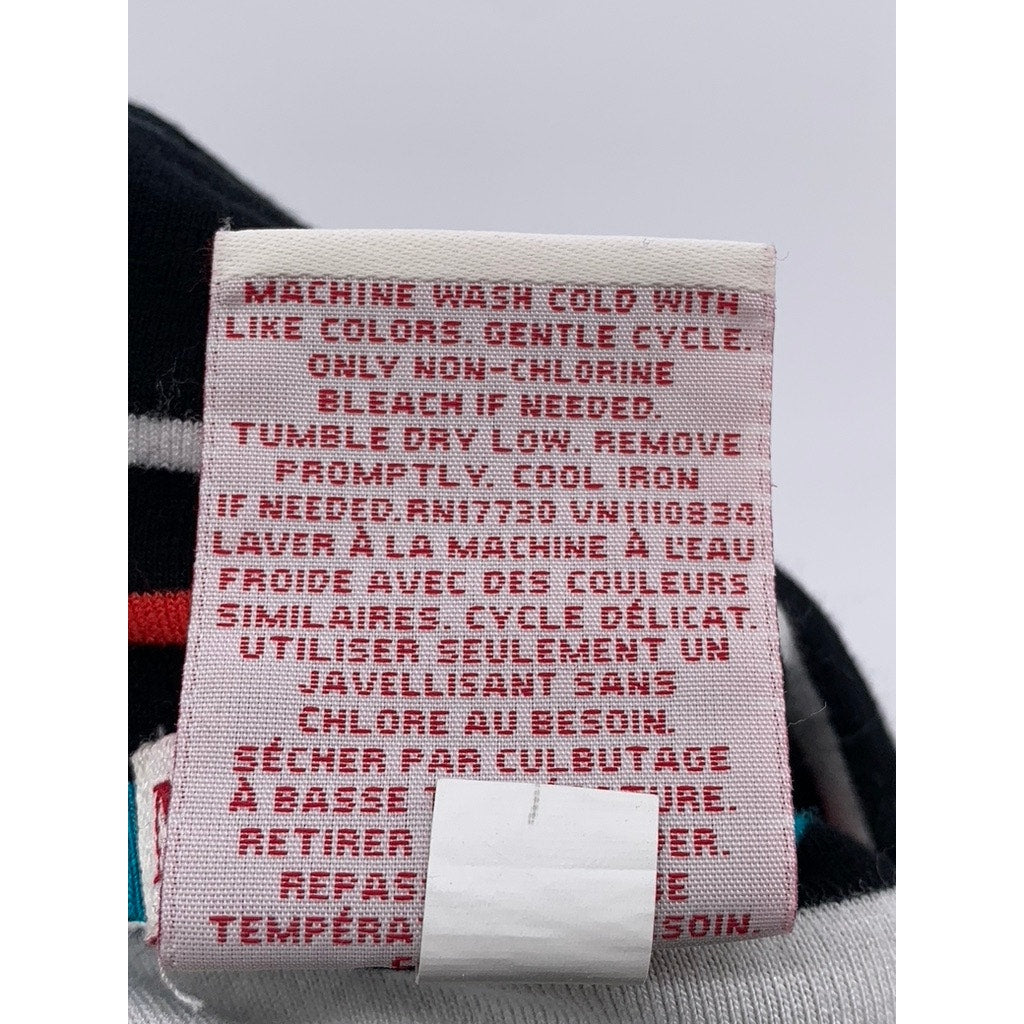 MACHINE WASH COLD WITH
LIKE COLORS. GENTLE CYCLE.
ONLY NON-CHLORINE
BLEACH IF NEEDED.
TUMBLE DRY LOW. REMOVE
PROMPTLY. COOL IRON
IF NEEDED.RN17730 VN1110834
LAVER À LA MACHINE À L'EAU
FROIDE AVEC DES COULEURS
SIMILAIRES. CYCLE DÉLICAT.
UTILISER SEULEMENT UN
JAVELLISANT SANS
CHLORE AU BESOIN.
SÉCHER PAR CULBUTAGE
À BASSE
RETIRER